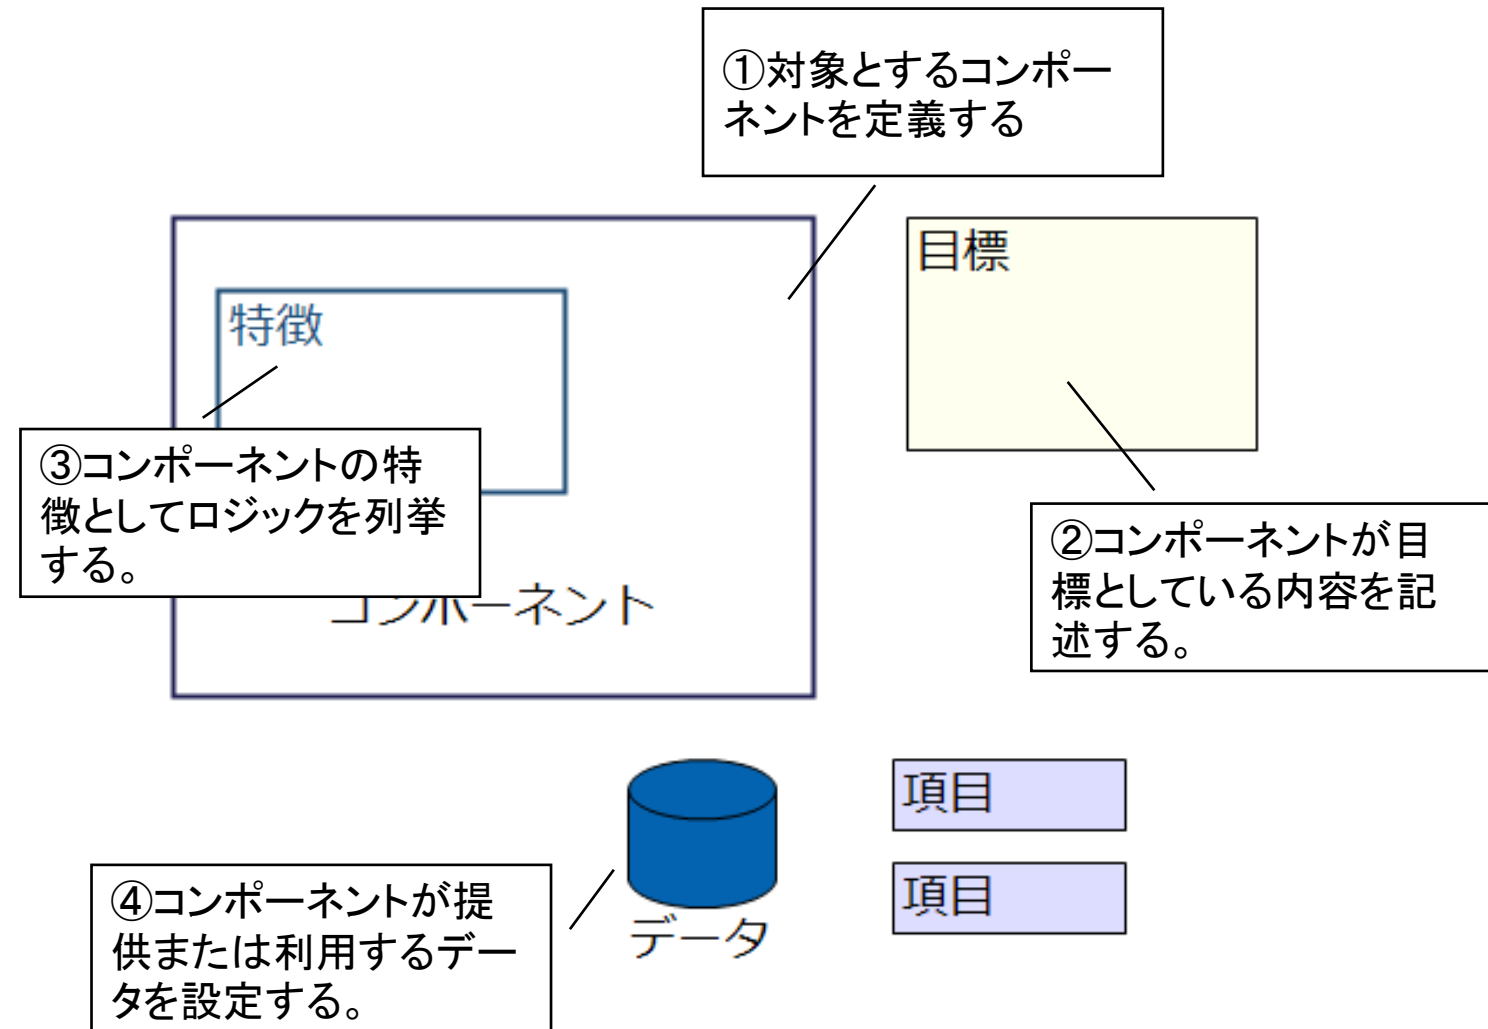 ①対象とするコンポー
ネントを定義する
目標
特徴
③コンポーネントの特
徴としてロジックを列挙
する。
②コンポーネントが目
標としている内容を記
述する。
コンポーネント
項目
項目
④コンポーネントが提
供または利用するデー
タを設定する。
データ